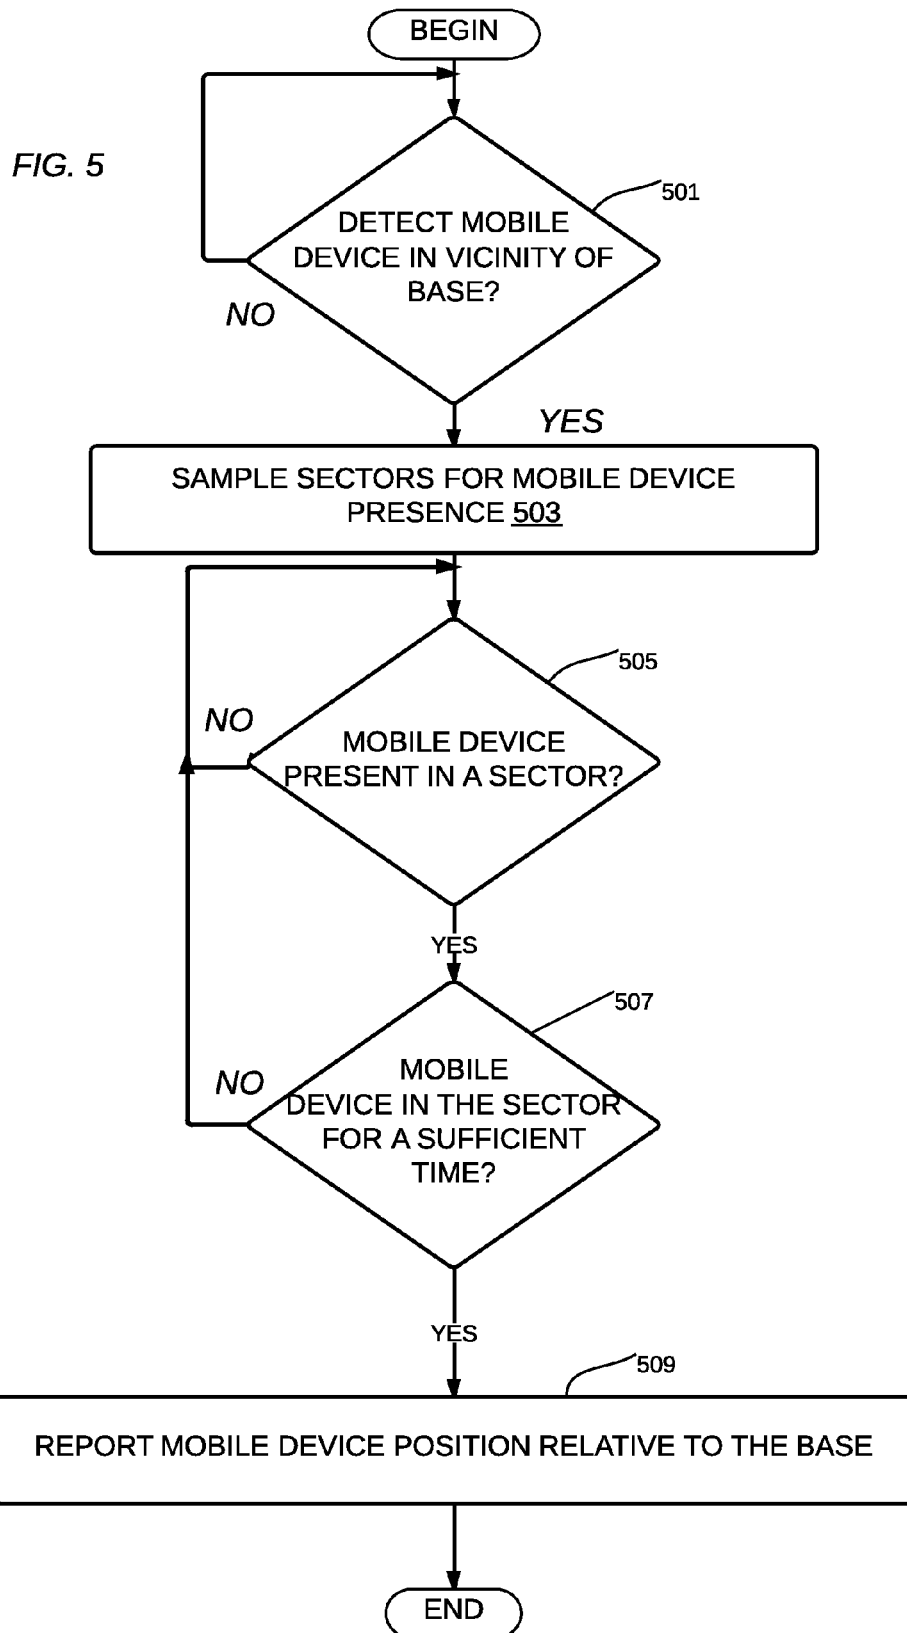 BEGIN
FIG. 5
501
DETECT MOBILE
DEVICE IN VICINITY OF
BASE?
NO
YES
SAMPLE SECTORS FOR MOBILE DEVICE
PRESENCE 503
505
NO
MOBILE DEVICE
PRESENT IN A SECTOR?
YES
507
NO
MOBILE
DEVICE IN THE SECTOR
FOR A SUFFICIENT
TIME?
YES
509
REPORT MOBILE DEVICE POSITION RELATIVE TO THE BASE
END